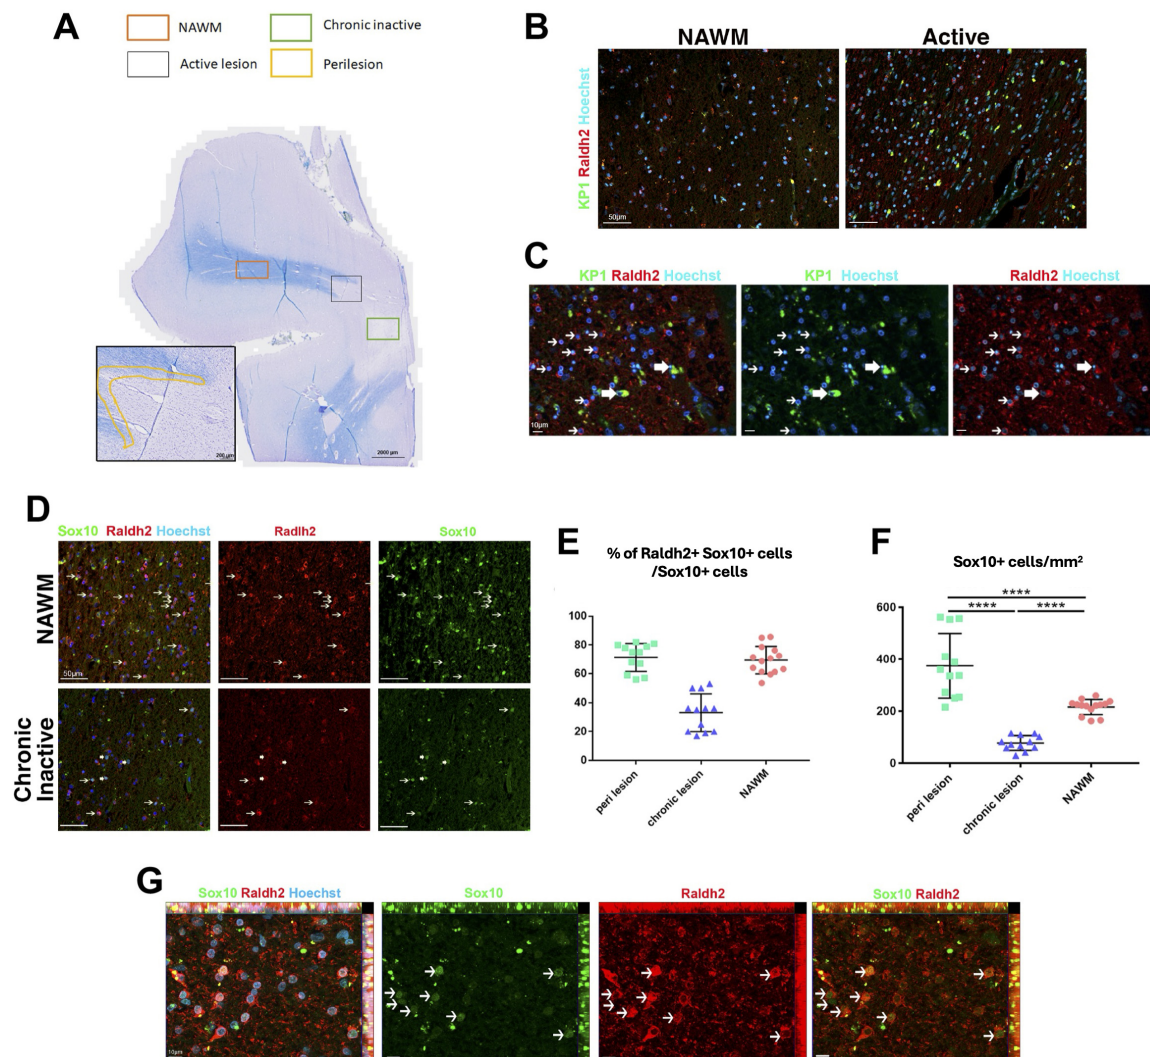 A
NAWM
Chronic inactive
Active lesion
Perilesion
200 µm
2000 µm
B
NAWM
Active
KP1 Raldh2 Hoechst
50µm
C
KP1 Raldh2 Hoechst
KP1 Hoechst
Raldh2 Hoechst
10µm
D
Sox10 Raldh2 Hoechst
Radlh2
Sox10
NAWM
50µm
Chronic
Inactive
E
% of Raldh2+ Sox10+ cells
/Sox10+ cells
100
80
60
40
20
0
peri lesion
chronic lesion
NAWM
F
Sox10+ cells/mm²
****
**** ****
600
400
200
0
peri lesion
chronic lesion
NAWM
G
Sox10 Raldh2 Hoechst
Sox10
Raldh2
Sox10 Raldh2
10µm